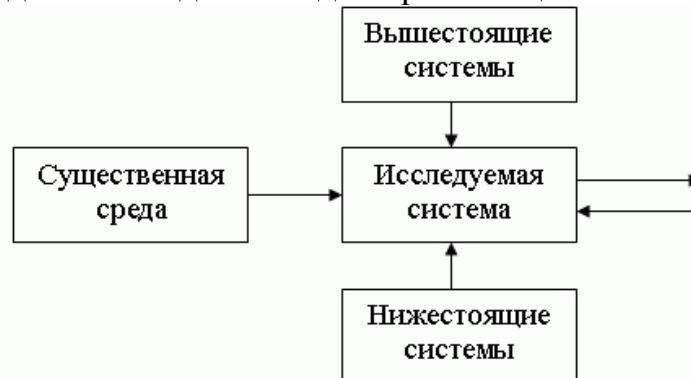 Вышестоящие
системы
Существенная
среда
Исследуемая
система
Нижестоящие
системы